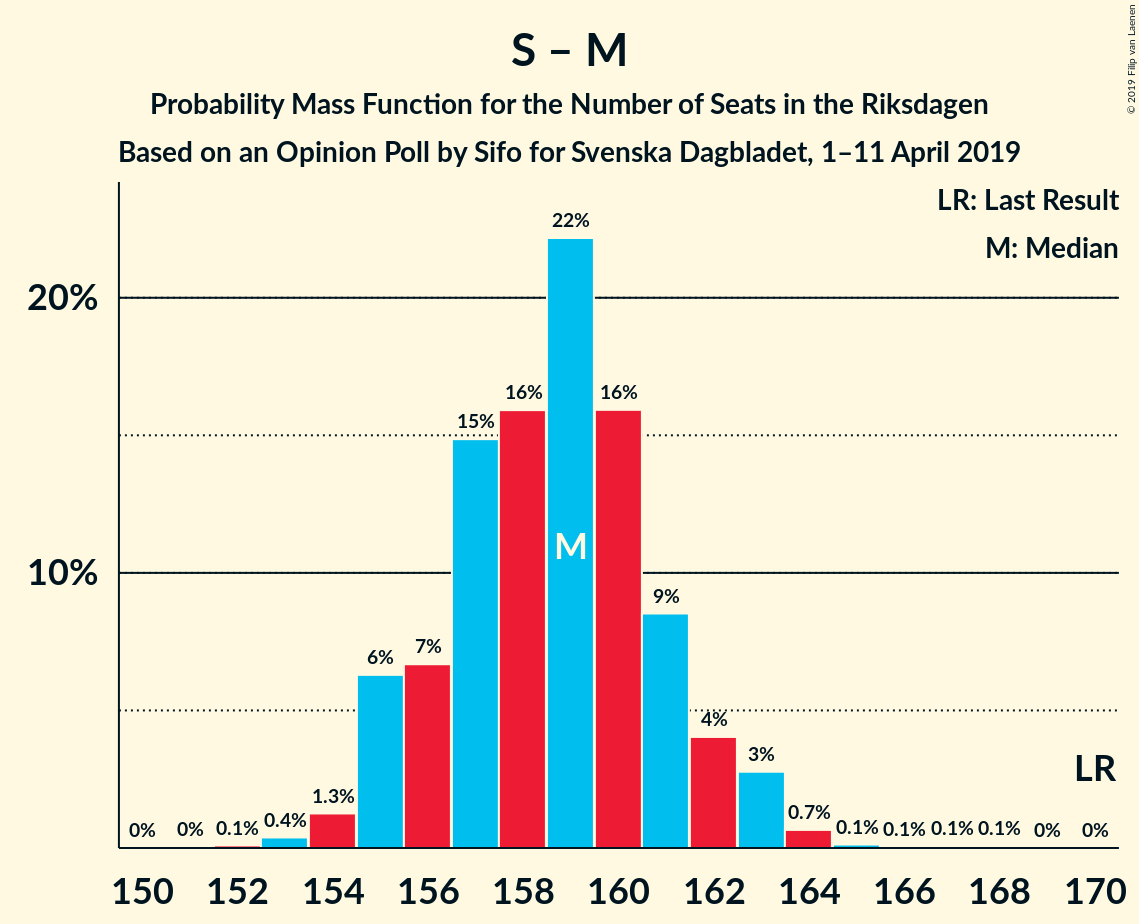 S – M
Probability Mass Function for the Number of Seats in the Riksdagen
Based on an Opinion Poll by Sifo for Svenska Dagbladet, 1–11 April 2019
© 2019 Filip van Laenen
LR: Last Result
M: Median
20%
10%
0%
0%
0.1%
0.4%
1.3%
6%
7%
15%
16%
22%
16%
9%
4%
3%
0.7%
0.1%
0.1%
0.1%
0.1%
0%
0%
M
LR
150 152 154 156 158 160 162 164 166 168 170